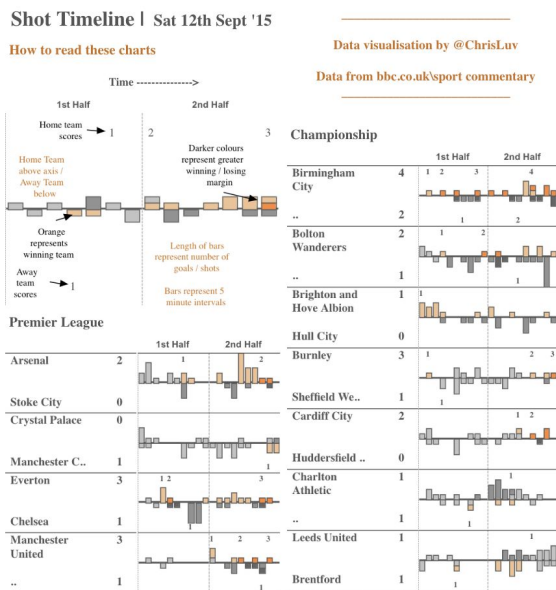 Shot Timeline | Sat 12th Sept '15
How to read these charts
Data visualisation by @ChrisLuv
Data from bbc.co.uk\sport commentary
Time -------------->
1st Half 2nd Half
Home team
scores
1 2 3
Home Team
above axis /
Away Team
below
Darker colours
represent greater
winning / losing
margin
Orange
represents
winning team
Length of bars
represent number of
goals / shots
Bars represent 5
minute intervals
Away
team
scores
1
Premier League
1st Half 2nd Half
Arsenal 2
1 2
Stoke City 0
Crystal Palace 0
Manchester C.. 1
1
Everton 3
1 2 3
Chelsea 1
1
Manchester
United
3
1 2 3
.. 1
1
Championship
1st Half 2nd Half
Birmingham
City
4
1 2 3 4
.. 2
1 2
Bolton
Wanderers
2
1 2
.. 1
1
Brighton and
Hove Albion
1
1
Hull City 0
Burnley 3
1 2 3
Sheffield We.. 1
1
Cardiff City 2
1 2
Huddersfield .. 0
Charlton
Athletic
1
1
.. 1
1
Leeds United 1
1
Brentford 1
1